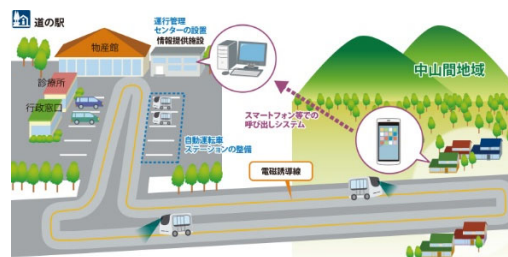 道の駅
物産館
運行管理
センターの設置
情報提供施設
診療所
行政窓口
中山間地域
スマートフォン等での
呼び出しシステム
自動運転車
ステーションの整備
電磁誘導線